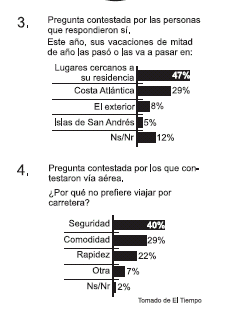 3. Pregunta contestada por las personas
que respondieron sí,
Este año, sus vacaciones de mitad
de año las pasó o las va a pasar en:
Lugares cercanos a
su residencia 47%
Costa Atlántica 29%
El exterior 8%
Islas de San Andrés 5%
Ns/Nr 12%
4. Pregunta contestada por los que con-
testaron vía aérea,
¿Por qué no prefiere viajar por
carretera?
Seguridad 40%
Comodidad 29%
Rapidez 22%
Otra 7%
Ns/Nr 2%
Tomado de El Tiempo